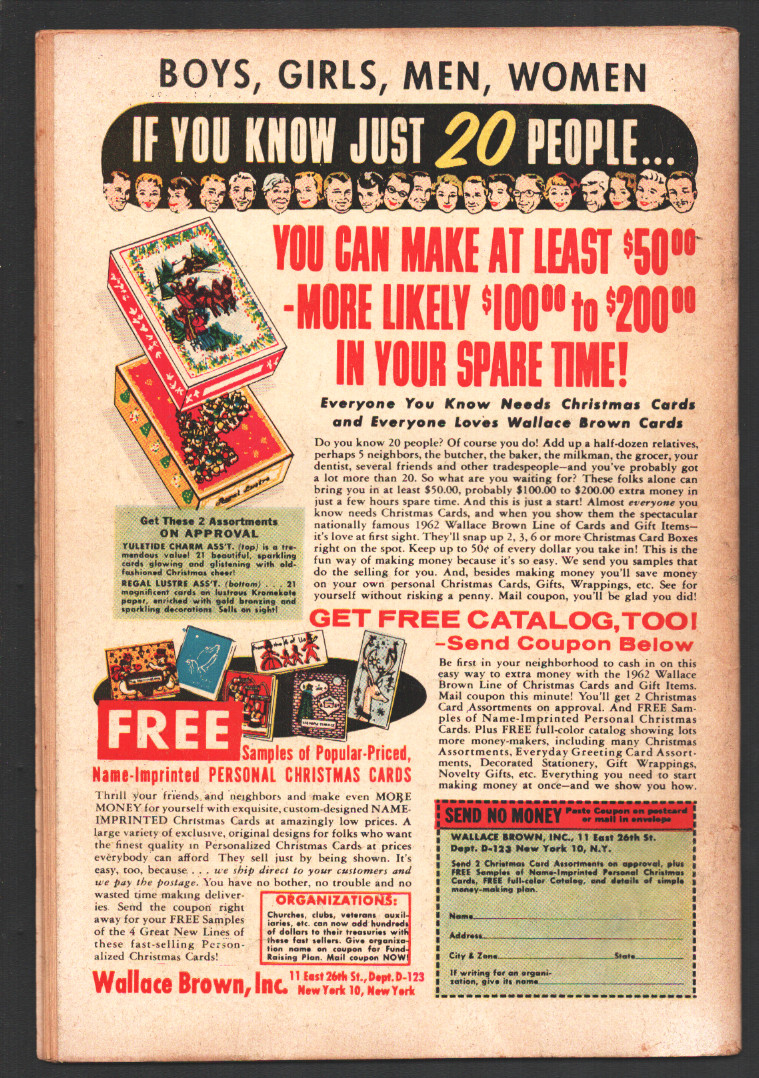 BOYS, GIRLS, MEN, WOMEN
IF YOU KNOW JUST 20 PEOPLE...
YOU CAN MAKE AT LEAST $50⁰⁰
-MORE LIKELY $100⁰⁰ to $200⁰⁰
IN YOUR SPARE TIME!
Everyone You Know Needs Christmas Cards
and Everyone Loves Wallace Brown Cards
Do you know 20 people? Of course you do! Add up a half-dozen relatives,
perhaps 5 neighbors, the butcher, the baker, the milkman, the grocer, your
dentist, several friends and other tradespeople—and you've probably got
a lot more than 20. So what are you waiting for? These folks alone can
bring you in at least $50.00, probably $100.00 to $200.00 extra money in
just a few hours spare time. And this is just a start! Almost everyone you
know needs Christmas Cards, and when you show them the spectacular
nationally famous 1962 Wallace Brown Line of Cards and Gift Items—
it's love at first sight. They'll snap up 2, 3, 6 or more Christmas Card Boxes
right on the spot. Keep up to 50¢ of every dollar you take in! This is the
fun way of making money because it's so easy. We send you samples that
do the selling for you. And, besides making money you'll save money
on your own personal Christmas Cards, Gifts, Wrappings, etc. See for
yourself without risking a penny. Mail coupon, you'll be glad you did!
Regal Lustre
Get These 2 Assortments
ON APPROVAL
YULETIDE CHARM ASS'T. (top) is a tre-
mendous value! 21 beautiful, sparkling
cards glowing and glistening with old-
fashioned Christmas cheer!
REGAL LUSTRE ASS'T. (bottom) . . . 21
magnificent cards on lustrous Kromekote
paper, enriched with gold bronzing and
sparkling decorations. Sells on sight!
GET FREE CATALOG, TOO!
–Send Coupon Below
Be first in your neighborhood to cash in on this
easy way to extra money with the 1962 Wallace
Brown Line of Christmas Cards and Gift Items.
Mail coupon this minute! You'll get 2 Christmas
Card Assortments on approval. And FREE Sam-
ples of Name-Imprinted Personal Christmas
Cards. Plus FREE full-color catalog showing lots
more money-makers, including many Christmas
Assortments, Everyday Greeting Card Assort-
ments, Decorated Stationery, Gift Wrappings,
Novelty Gifts, etc. Everything you need to start
making money at once—and we show you how.
FREE
Samples of Popular-Priced,
Name-Imprinted PERSONAL CHRISTMAS CARDS
Thrill your friends and neighbors and make even MORE
MONEY for yourself with exquisite, custom-designed NAME-
IMPRINTED Christmas Cards at amazingly low prices. A
large variety of exclusive, original designs for folks who want
the finest quality in Personalized Christmas Cards at prices
everybody can afford They sell just by being shown. It's
easy, too, because . . . we ship direct to your customers and
we pay the postage. You have no bother, no trouble and no
wasted time making deliver-
ies. Send the coupon right
away for your FREE Samples
of the 4 Great New Lines of
these fast-selling Person-
alized Christmas Cards!
ORGANIZATIONS:
Churches, clubs, veterans auxil-
iaries, etc. can now add hundreds
of dollars to their treasuries with
these fast sellers. Give organiza-
tion name on coupon for Fund-
Raising Plan. Mail coupon NOW!
Wallace Brown, Inc. 11 East 26th St., Dept. D-123
New York 10, New York
SEND NO MONEY Paste Coupon on postcard
or mail in envelope
WALLACE BROWN, INC., 11 East 26th St.
Dept. D-123 New York 10, N.Y.
Send 2 Christmas Card Assortments on approval, plus
FREE Samples of Name-Imprinted Personal Christmas
Cards, FREE full-color Catalog, and details of simple
money-making plan.
Name
Address
City & Zone State
If writing for an organi-
zation, give its name